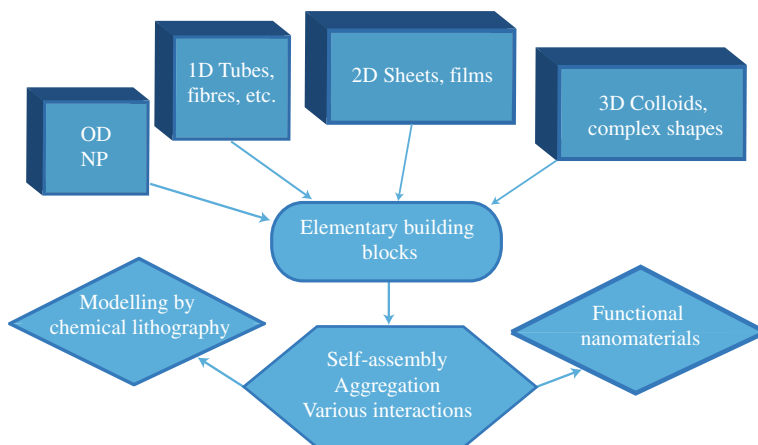 OD
NP
1D Tubes,
fibres, etc.
2D Sheets, films
3D Colloids,
complex shapes
Elementary building
blocks
Modelling by
chemical lithography
Functional
nanomaterials
Self-assembly
Aggregation
Various interactions